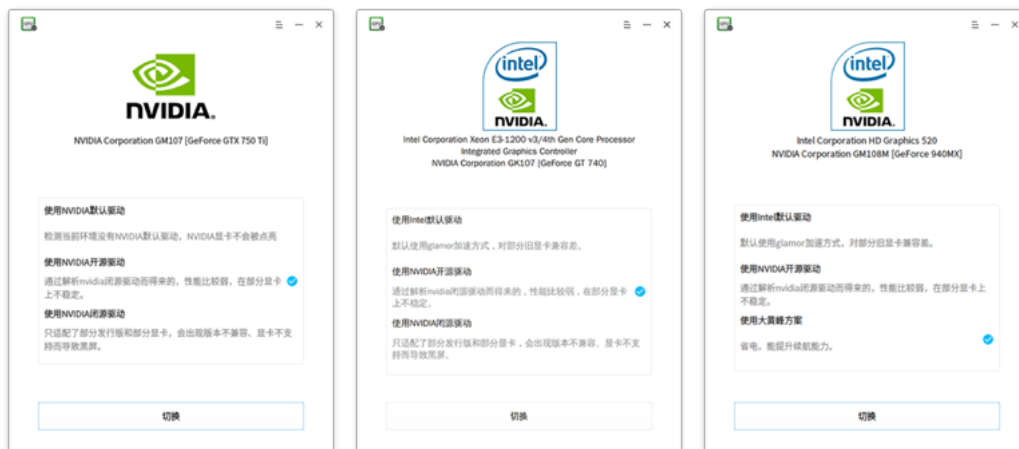 NVIDIA.
NVIDIA Corporation GM107 [GeForce GTX 750 Ti]
使用NVIDIA默认驱动
检测当前环境没有NVIDIA默认驱动，NVIDIA显卡不会被点亮
使用NVIDIA开源驱动
通过解析nvidia闭源驱动而得来的，性能比较弱，在部分显卡
上不稳定。
使用NVIDIA闭源驱动
只适配了部分发行版和部分显卡，会出现版本不兼容、显卡不支
持而导致黑屏。
切换
intel
NVIDIA.
Intel Corporation Xeon E3-1200 v3/4th Gen Core Processor
Integrated Graphics Controller
NVIDIA Corporation GK107 [GeForce GT 740]
使用Intel默认驱动
默认使用glamor加速方式，对部分旧显卡兼容差。
使用NVIDIA开源驱动
通过解析nvidia闭源驱动而得来的，性能比较弱，在部分显卡
上不稳定。
使用NVIDIA闭源驱动
只适配了部分发行版和部分显卡，会出现版本不兼容、显卡不支
持而导致黑屏。
切换
intel
NVIDIA.
Intel Corporation HD Graphics 520
NVIDIA Corporation GM108M [GeForce 940MX]
使用Intel默认驱动
默认使用glamor加速方式，对部分旧显卡兼容差。
使用NVIDIA开源驱动
通过解析nvidia闭源驱动而得来的，性能比较弱，在部分显卡上
不稳定。
使用大黄蜂方案
省电，能提升续航能力。
切换